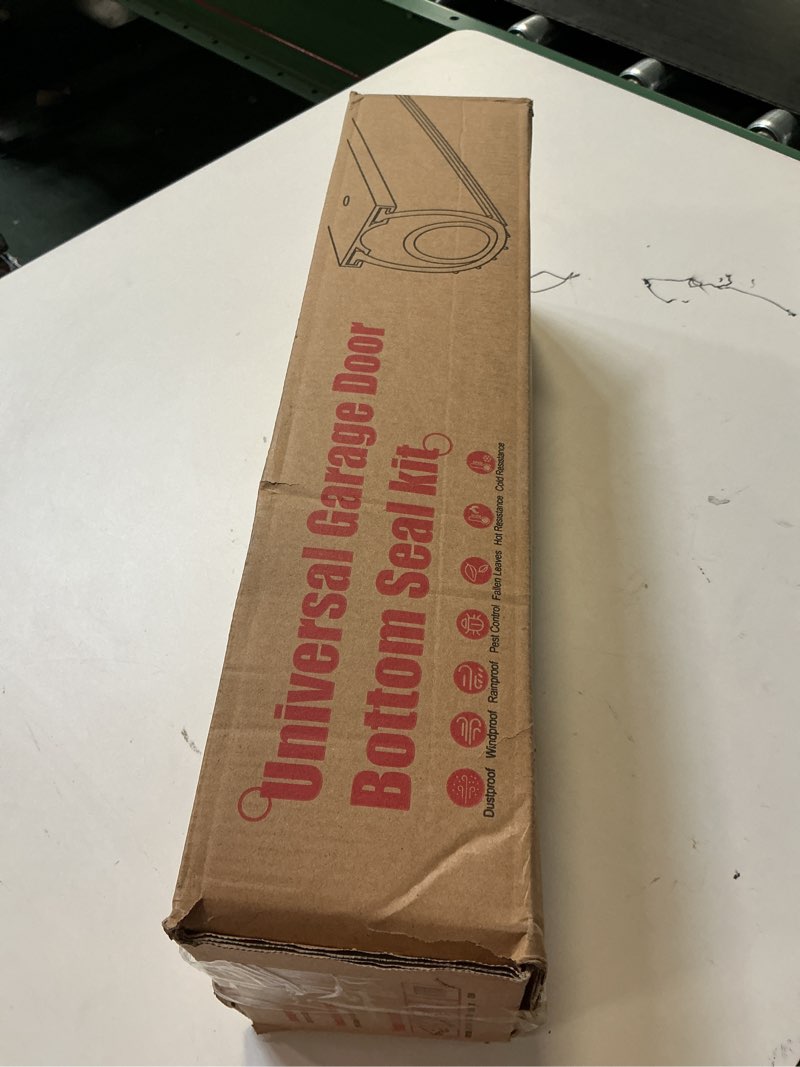 Universal Garage Door
Bottom Seal kit
Dustproof Windproof Rainproof Pest Control Fallen Leaves Hot Resistance Cold Resistance